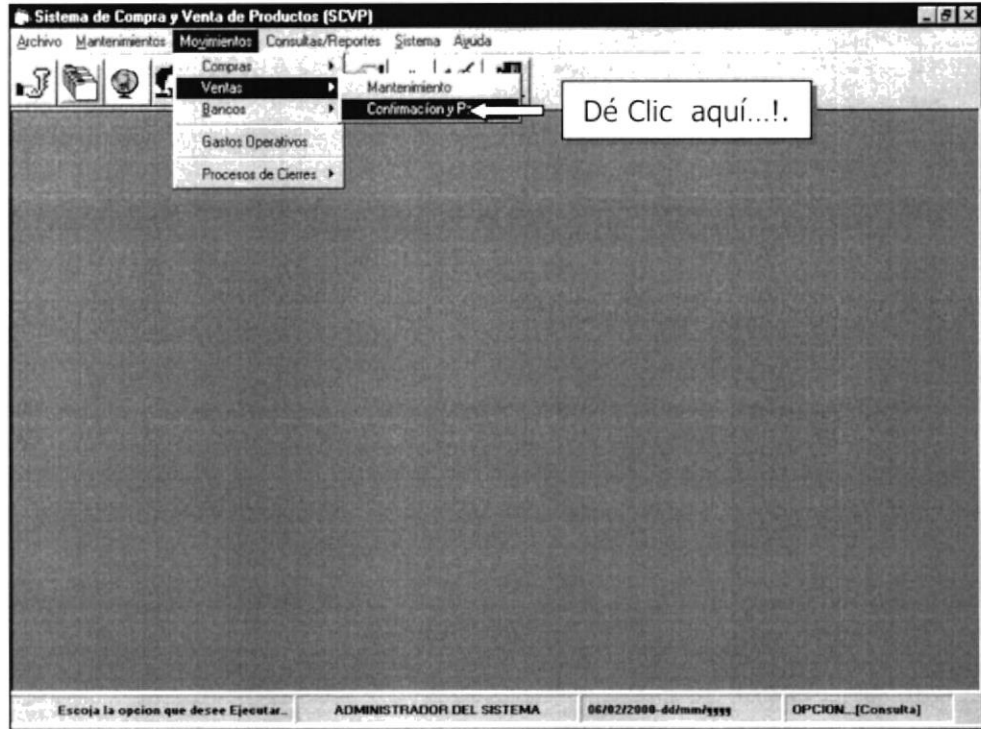 Sistema de Compra y Venta de Productos (SCVP)
Archivo Mantenimientos Movimientos Consultas/Reportes Sistema Ayuda
Compras
Ventas
Bancos
Gastos Operativos
Procesos de Cierres
Mantenimiento
Confirmacíon y
Dé Clic aquí...!.
Escoja la opcion que desee Ejecutar..
ADMINISTRADOR DEL SISTEMA
06/02/2000-dd/mm/yyyy
OPCION...[Consulta]